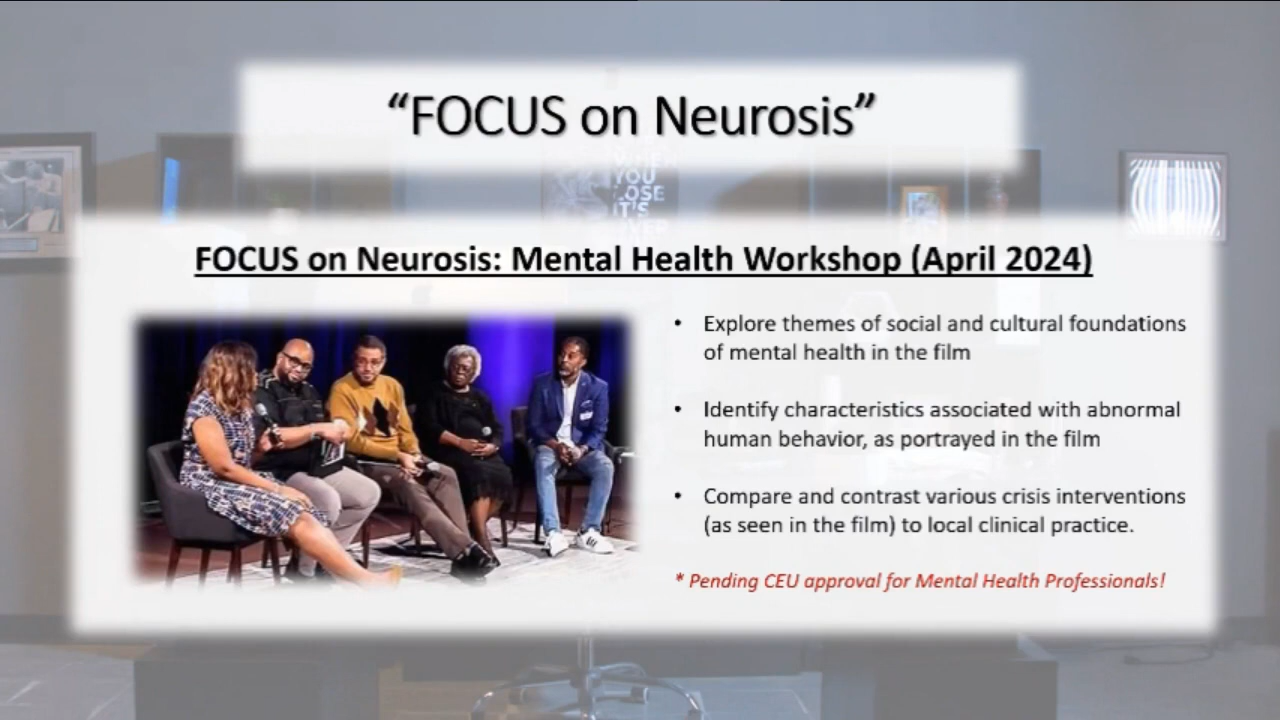 “FOCUS on Neurosis”
YOU
LOSE
IT'S
FOCUS on Neurosis: Mental Health Workshop (April 2024)
• Explore themes of social and cultural foundations
of mental health in the film
• Identify characteristics associated with abnormal
human behavior, as portrayed in the film
• Compare and contrast various crisis interventions
(as seen in the film) to local clinical practice.
* Pending CEU approval for Mental Health Professionals!